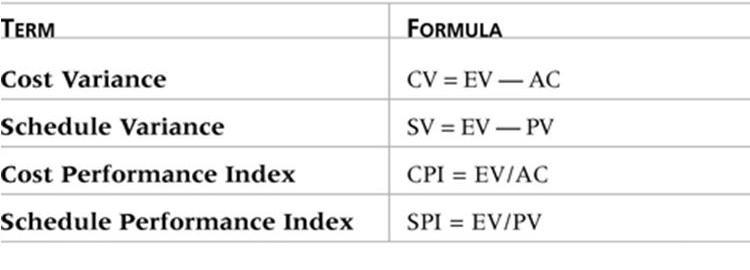 TERM FORMULA
Cost Variance CV = EV — AC
Schedule Variance SV = EV — PV
Cost Performance Index CPI = EV/AC
Schedule Performance Index SPI = EV/PV